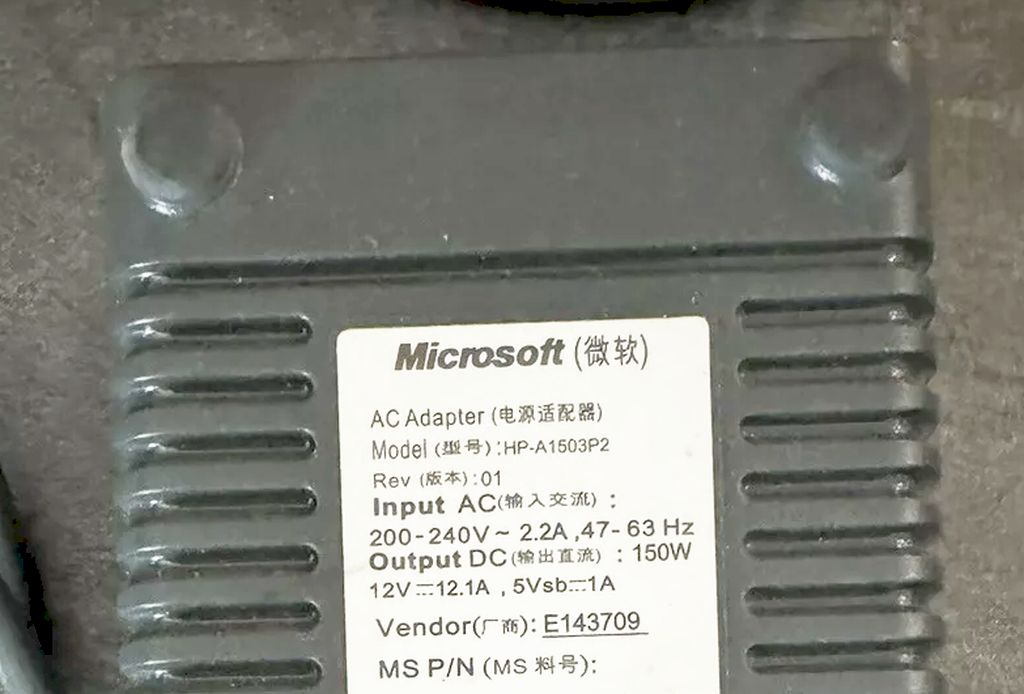 Microsoft (微软)
AC Adapter (电源适配器)
Model (型号):HP-A1503P2
Rev (版本):01
Input AC(输入交流) :
200-240V~ 2.2A ,47-63 Hz
Output DC(输出直流) : 150W
12V⎓12.1A , 5Vsb⎓1A
Vendor(厂商): E143709
MS P/N (MS 料号):